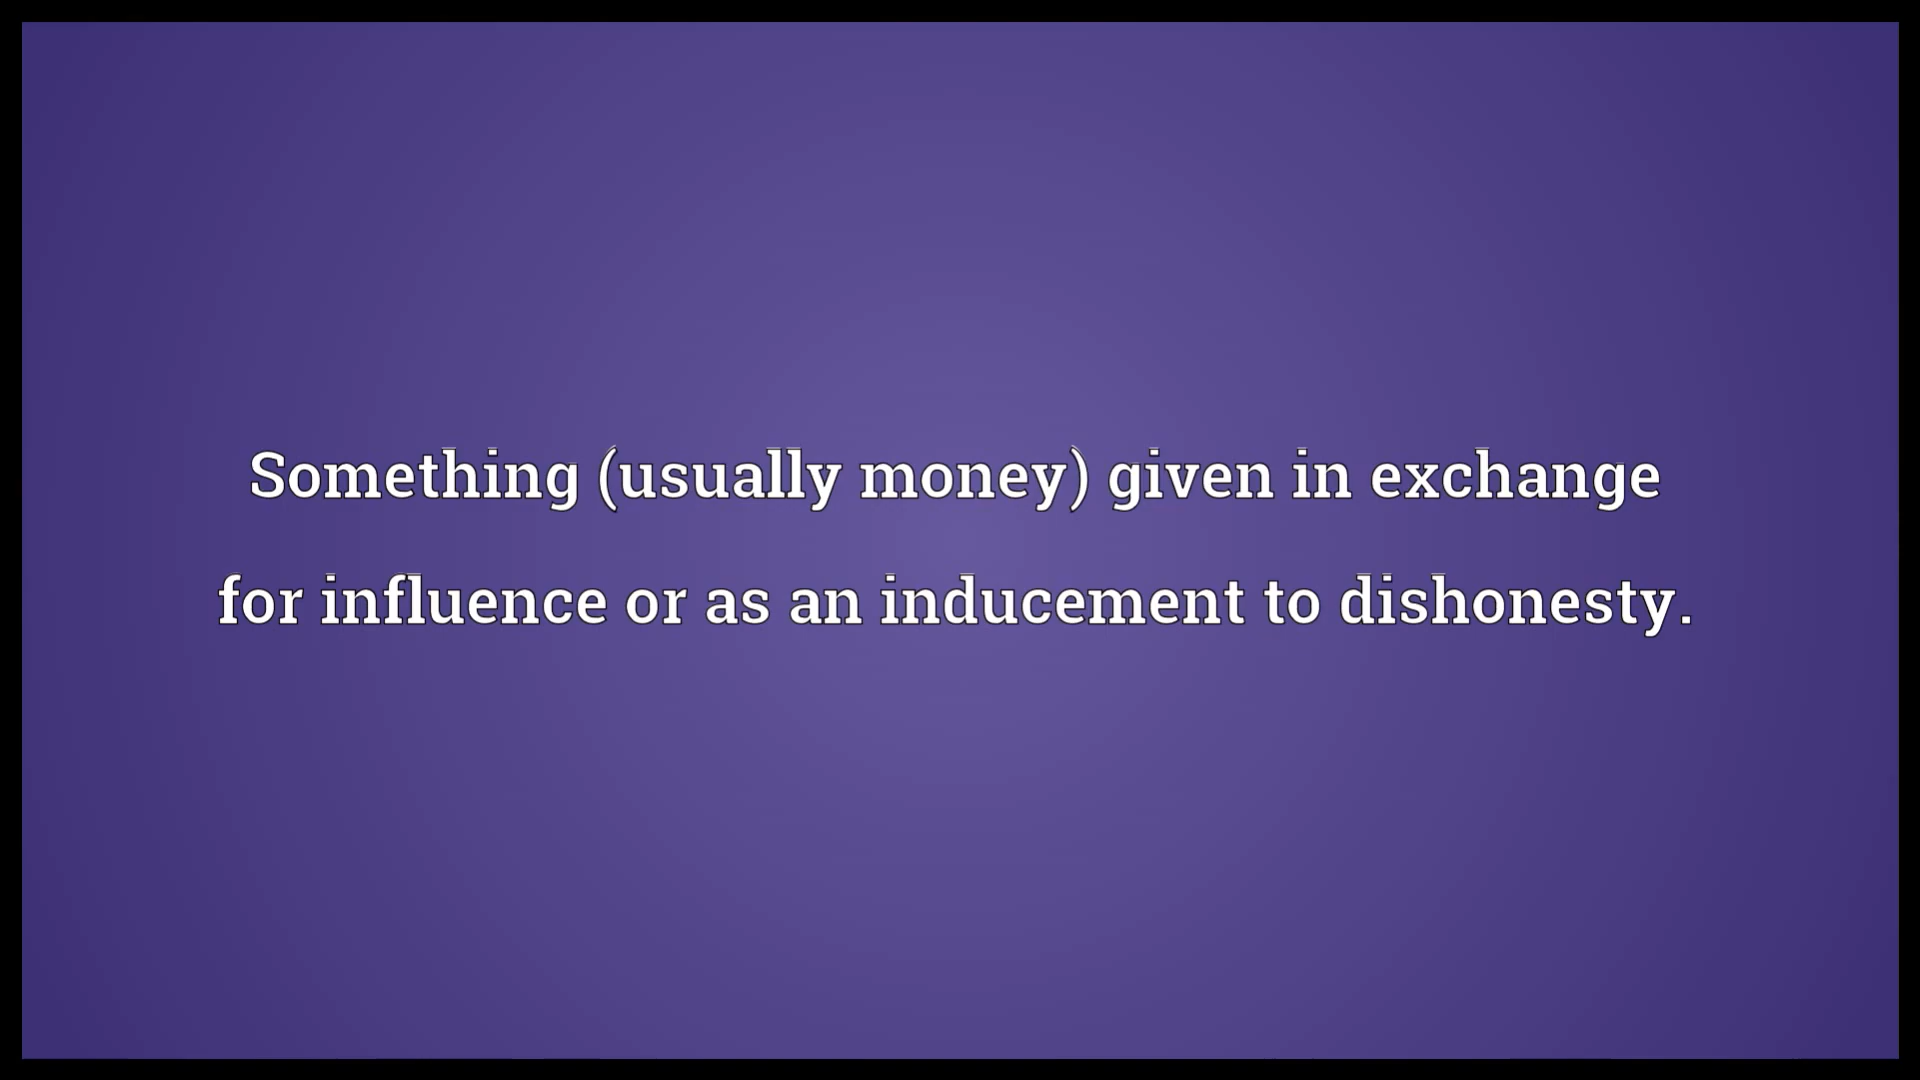 Something (usually money) given in exchange
for influence or as an inducement to dishonesty.